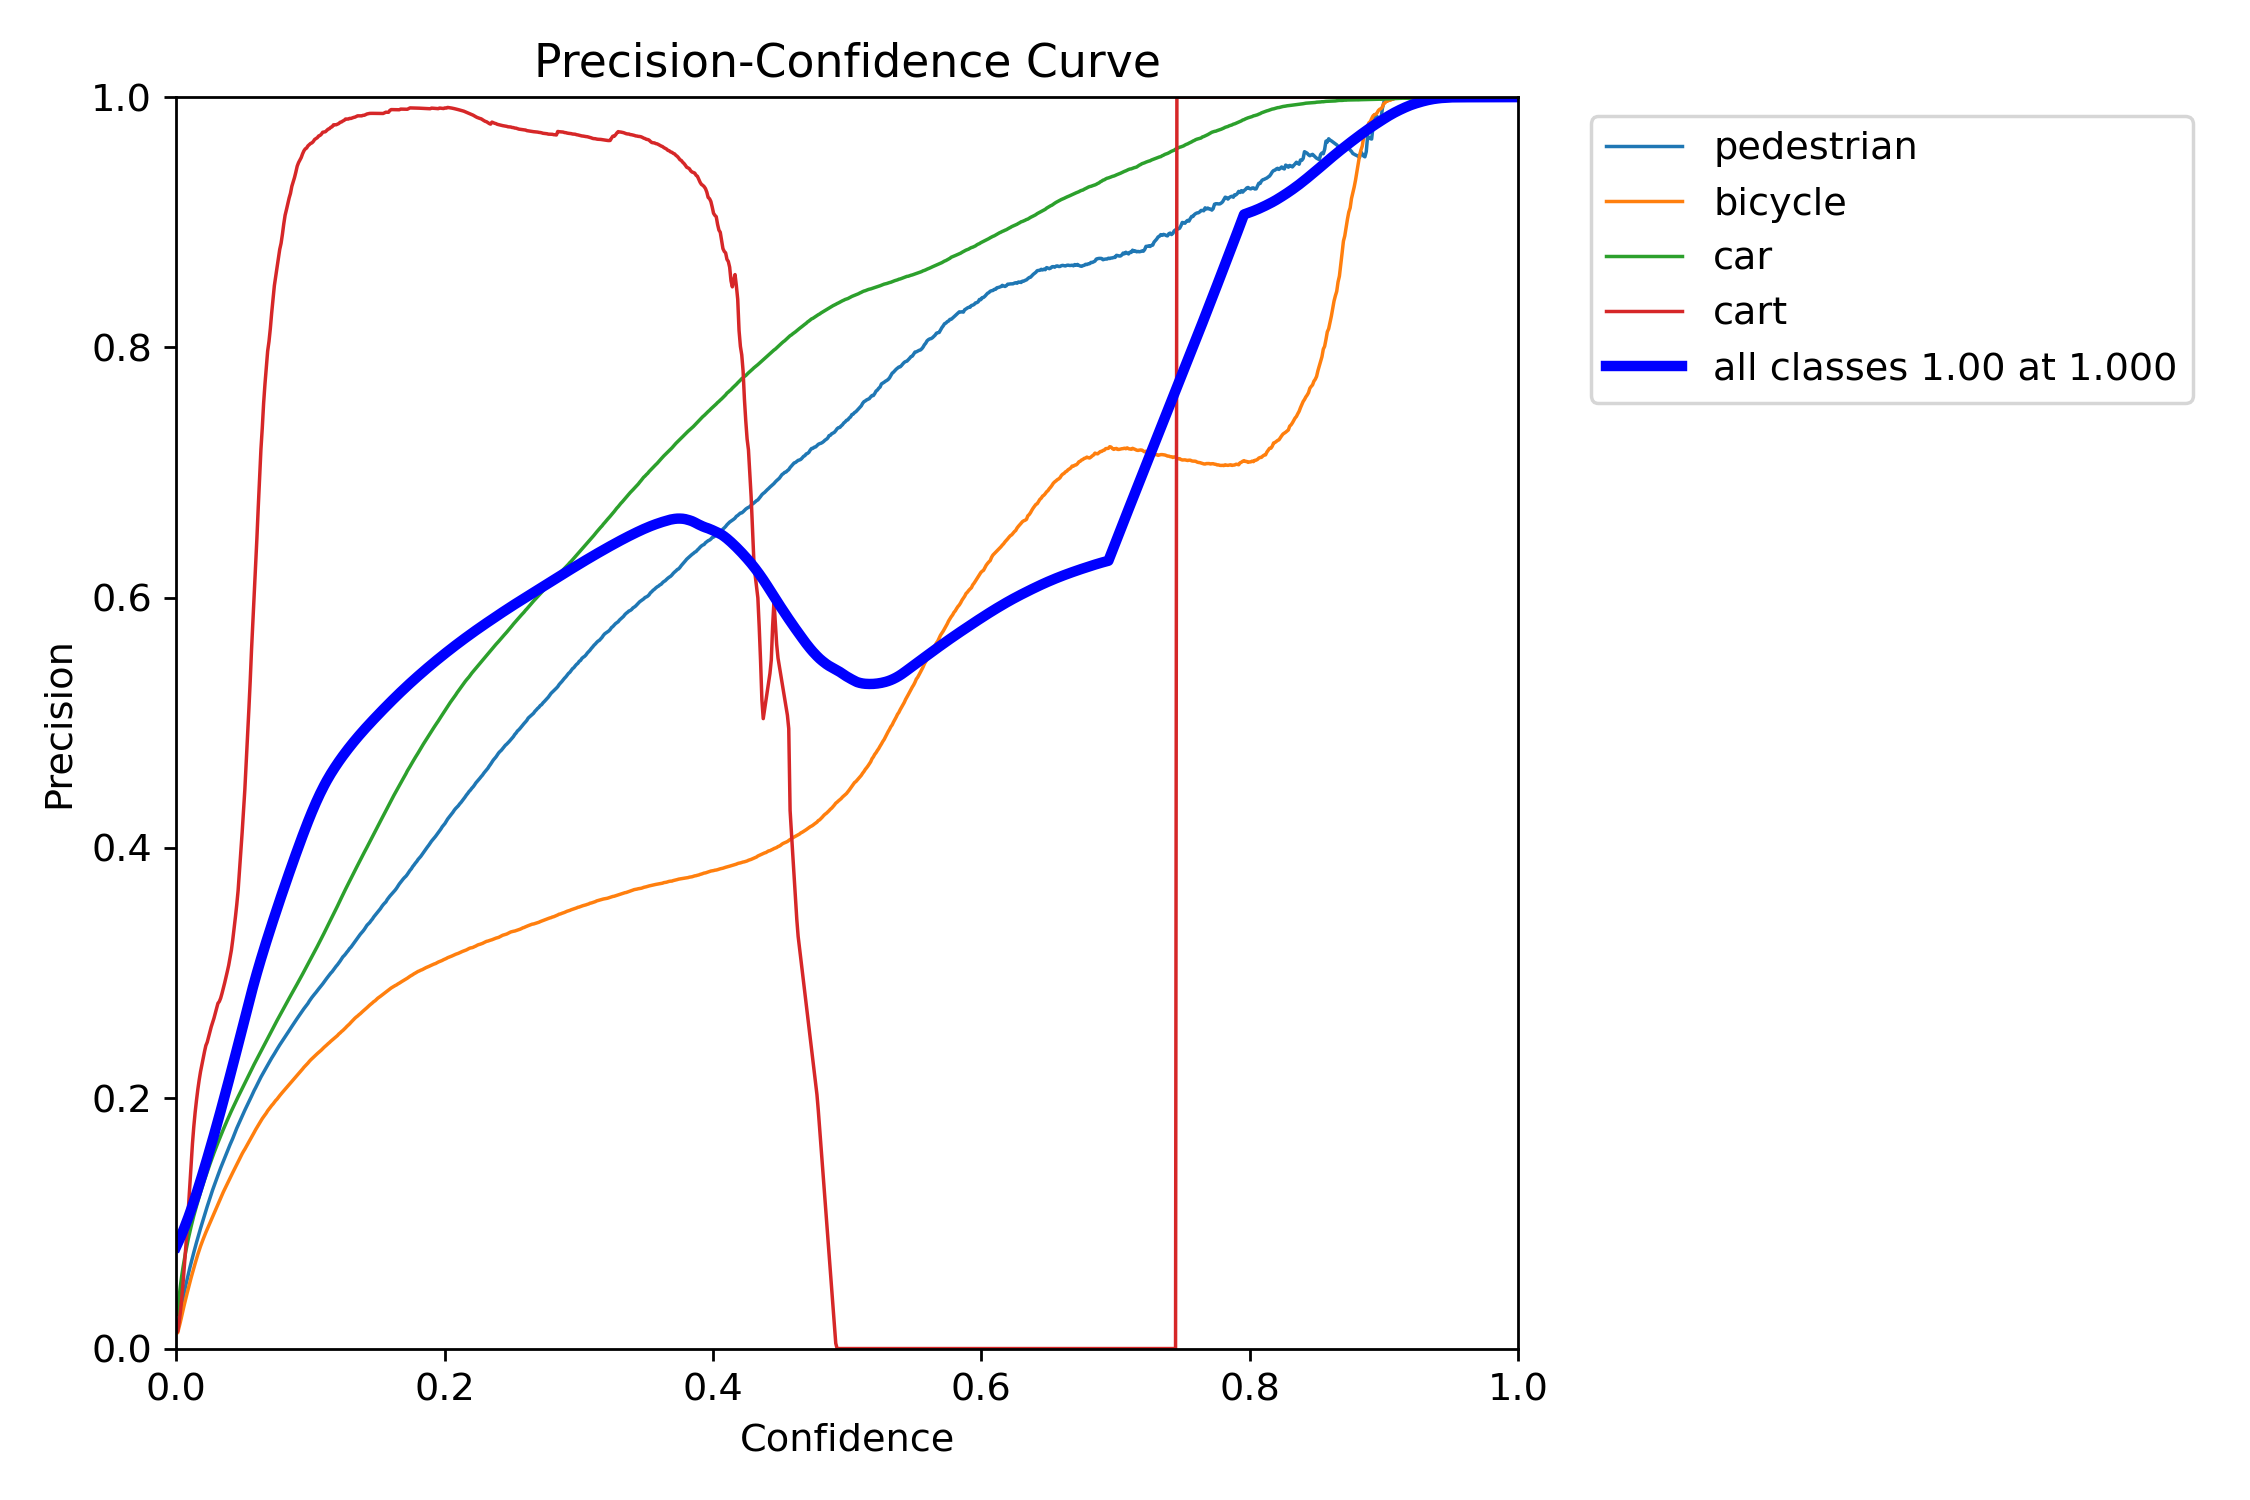 Precision-Confidence Curve
1.0
0.8
0.6
0.4
0.2
0.0
Precision
0.0 0.2 0.4 0.6 0.8 1.0
Confidence
pedestrian
bicycle
car
cart
all classes 1.00 at 1.000